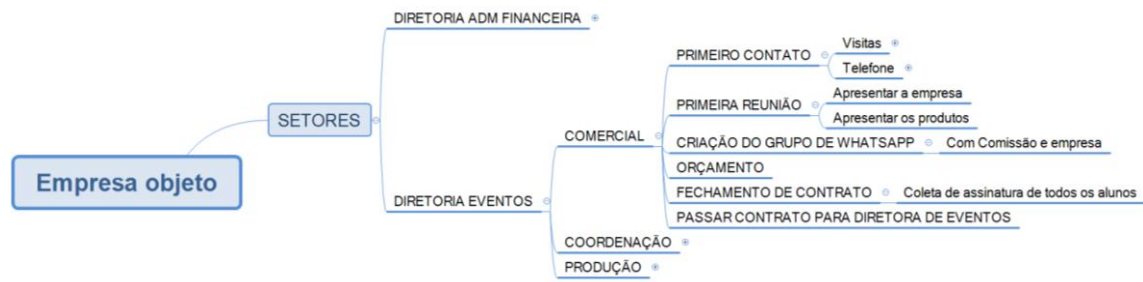 Empresa objeto
SETORES
DIRETORIA ADM FINANCEIRA
DIRETORIA EVENTOS
COMERCIAL
PRIMEIRO CONTATO
Visitas
Telefone
PRIMEIRA REUNIÃO
Apresentar a empresa
Apresentar os produtos
CRIAÇÃO DO GRUPO DE WHATSAPP
Com Comissão e empresa
ORÇAMENTO
FECHAMENTO DE CONTRATO
Coleta de assinatura de todos os alunos
PASSAR CONTRATO PARA DIRETORA DE EVENTOS
COORDENAÇÃO
PRODUÇÃO